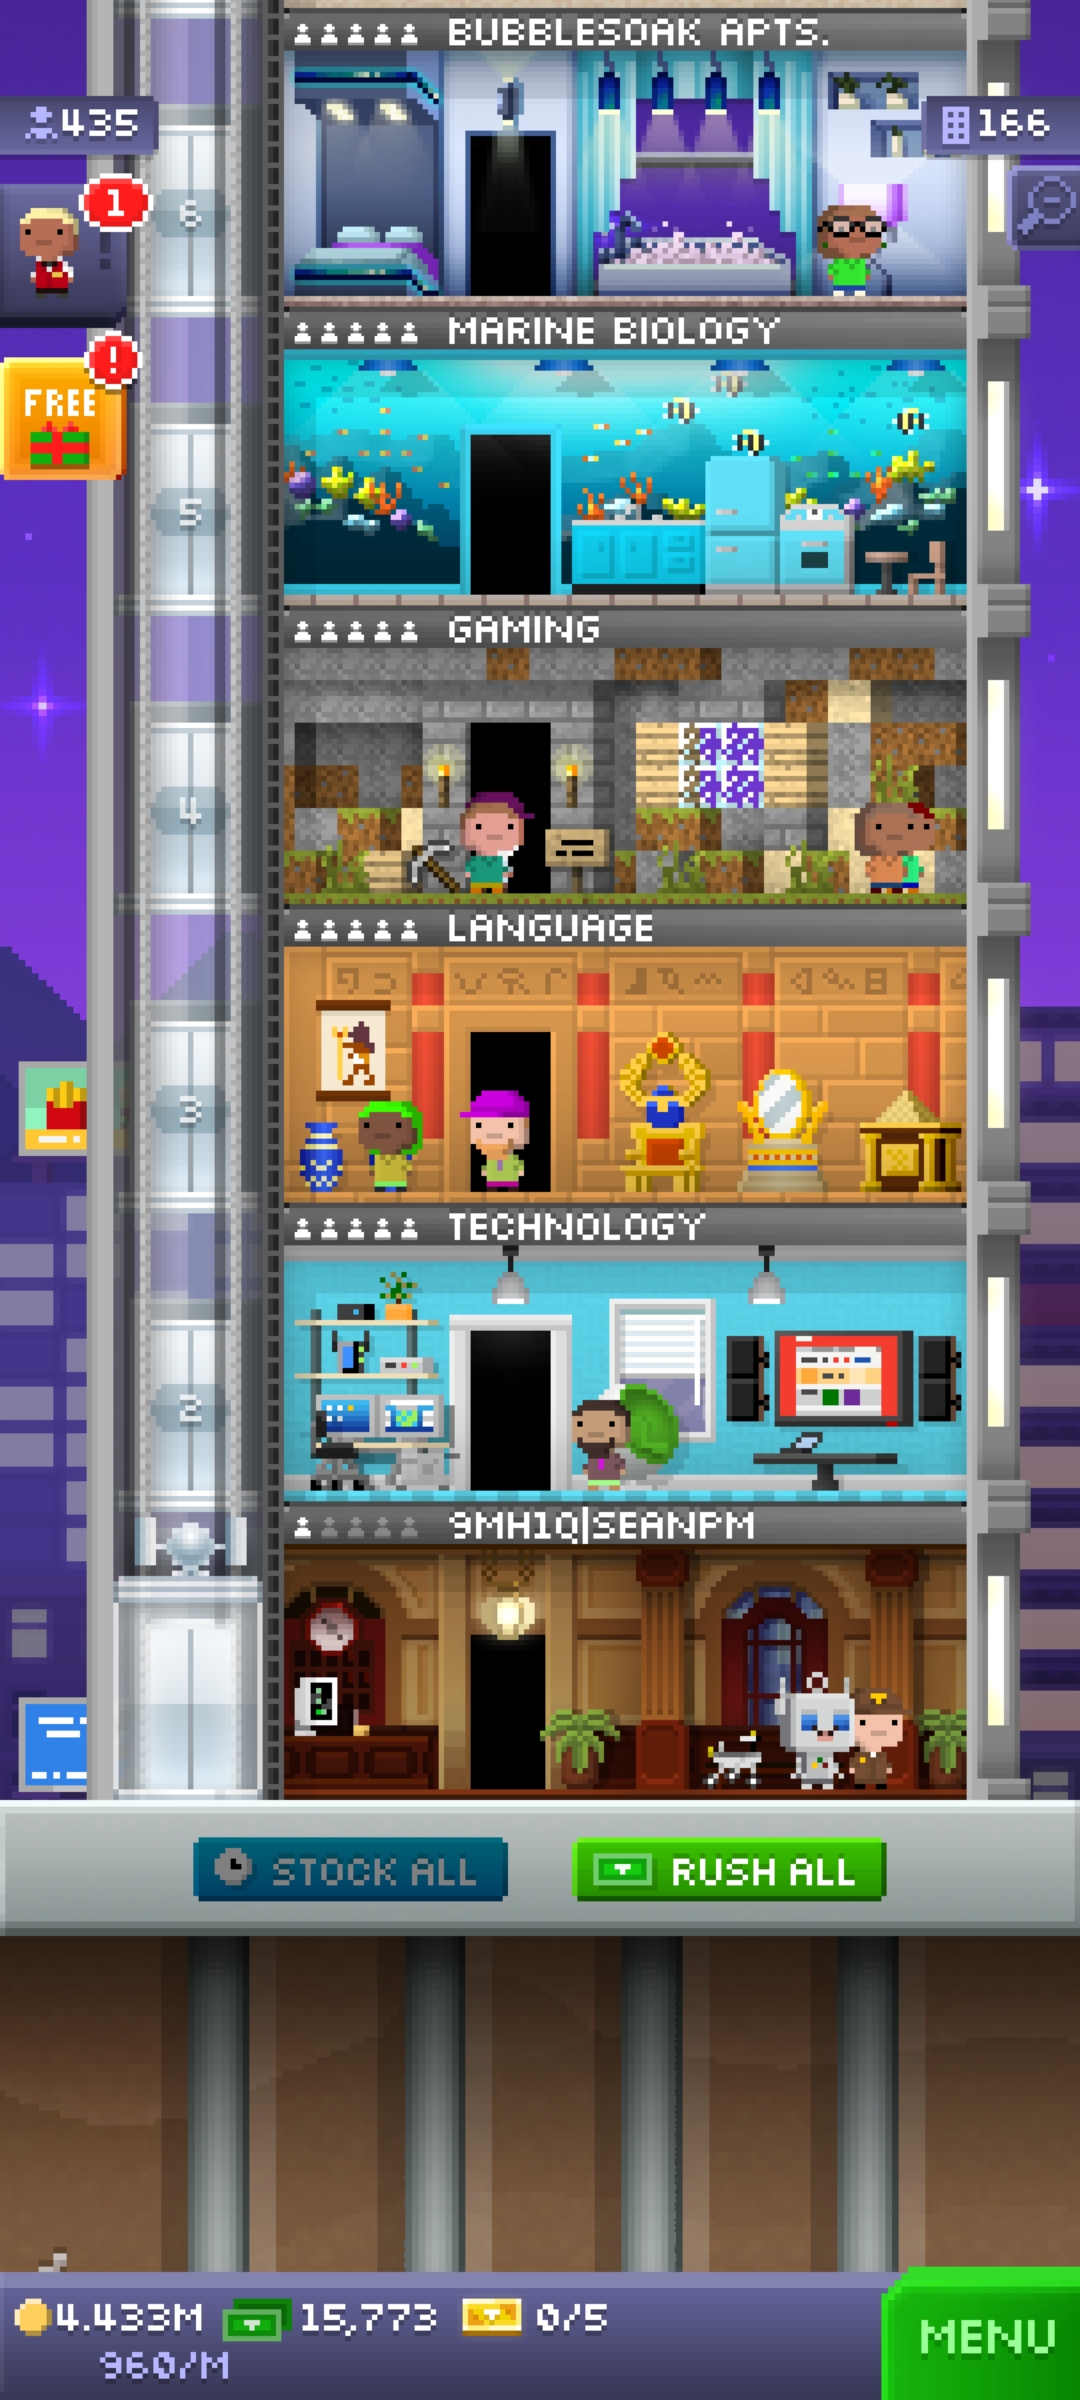 BUBBLESOAK APTS.
435
166
1
6
MARINE BIOLOGY
!
FREE
5
GAMING
4
LANGUAGE
3
TECHNOLOGY
2
9MH1Q|SEANPM
STOCK ALL
RUSH ALL
4.433M
15,773
0/5
MENU
960/M